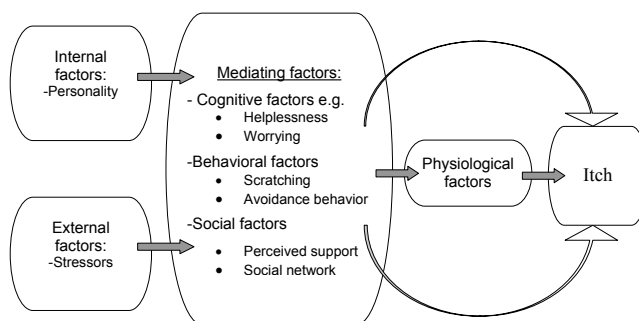 Internal
factors:
-Personality
External
factors:
-Stressors
Mediating factors:
- Cognitive factors e.g.
• Helplessness
• Worrying
-Behavioral factors
• Scratching
• Avoidance behavior
-Social factors
• Perceived support
• Social network
Physiological
factors
Itch